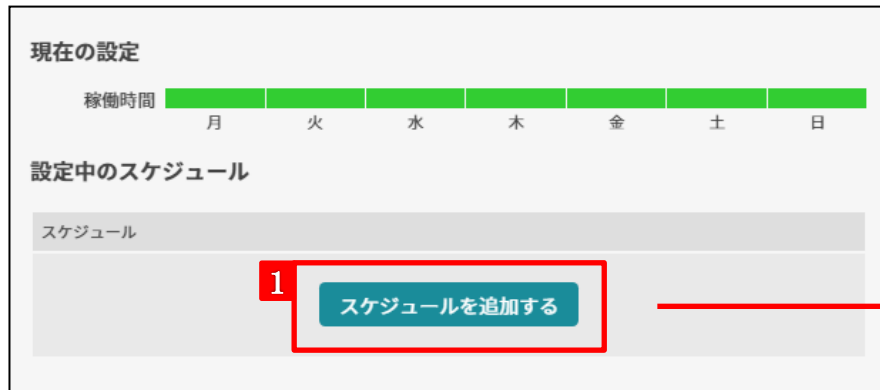 現在の設定
稼働時間
月 火 水 木 金 土 日
設定中のスケジュール
スケジュール
1
スケジュールを追加する